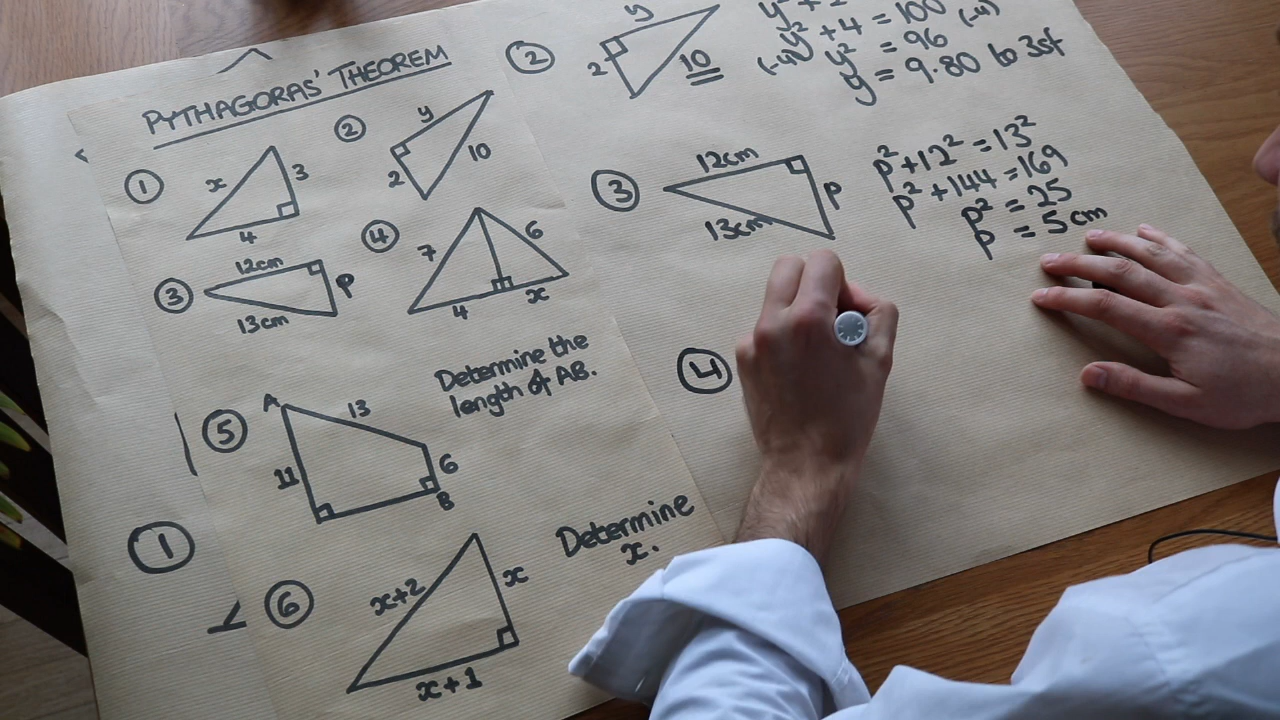 PYTHAGORAS' THEOREM
①
x
3
4
②
y
2
10
③
12cm
P
13cm
④
7
6
4
x
Determine the
length of AB.
⑤
A
13
11
6
B
①
⑥
x+2
x
x+1
Determine
x.
②
y
2
10
y² + 4 = 100
(-4) y² = 96 (-4)
y = 9.80 to 3sf
③
12cm
P
13cm
p² + 12² = 13²
p² + 144 = 169
p² = 25
p = 5cm
④